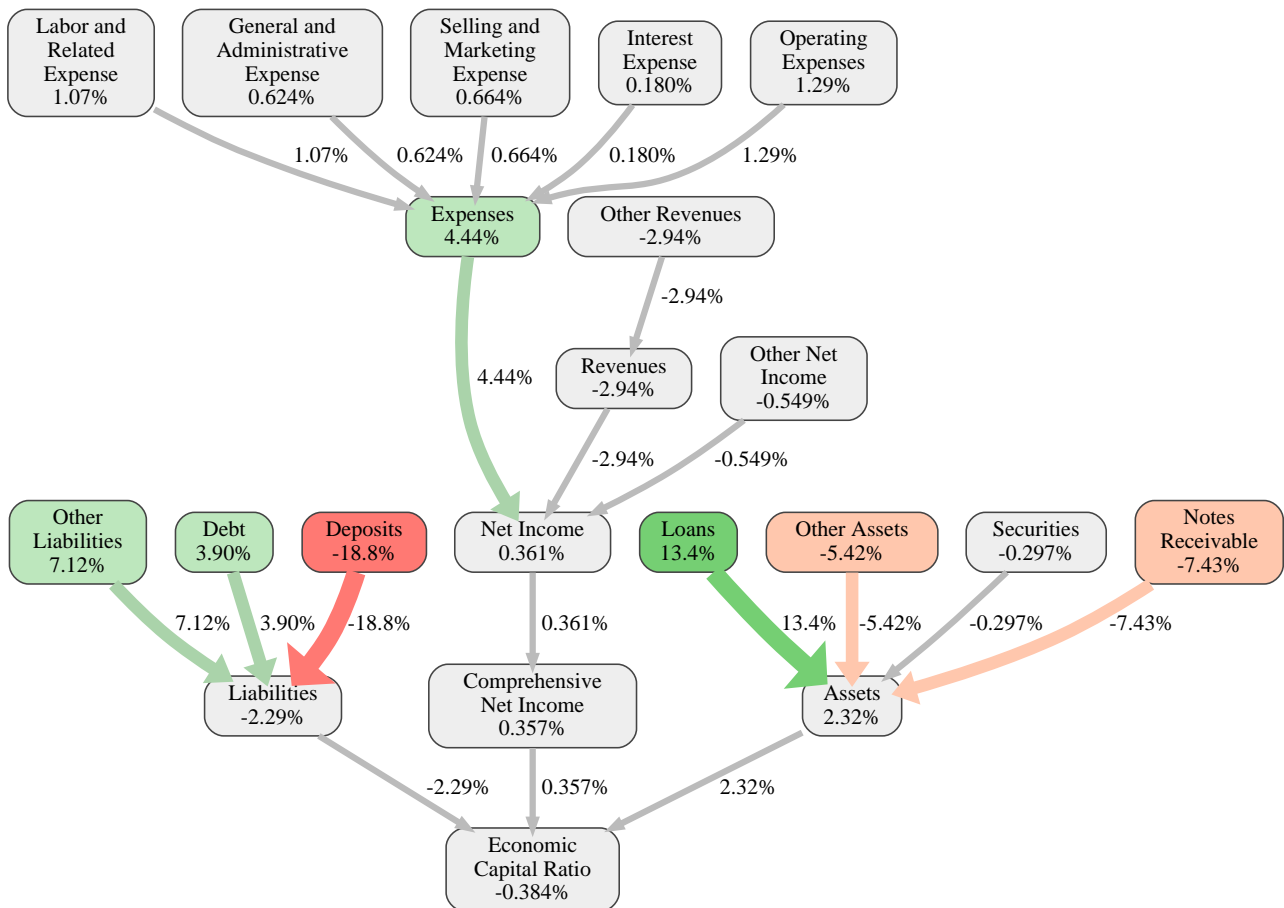 Labor and
Related
Expense
1.07%
General and
Administrative
Expense
0.624%
Selling and
Marketing
Expense
0.664%
Interest
Expense
0.180%
Operating
Expenses
1.29%
1.07%
0.624%
0.664%
0.180%
1.29%
Expenses
4.44%
Other Revenues
-2.94%
-2.94%
4.44%
Revenues
-2.94%
Other Net
Income
-0.549%
-2.94%
-0.549%
Other
Liabilities
7.12%
Debt
3.90%
Deposits
-18.8%
Net Income
0.361%
Loans
13.4%
Other Assets
-5.42%
Securities
-0.297%
Notes
Receivable
-7.43%
7.12%
3.90%
-18.8%
0.361%
13.4%
-5.42%
-0.297%
-7.43%
Liabilities
-2.29%
Comprehensive
Net Income
0.357%
Assets
2.32%
-2.29%
0.357%
2.32%
Economic
Capital Ratio
-0.384%